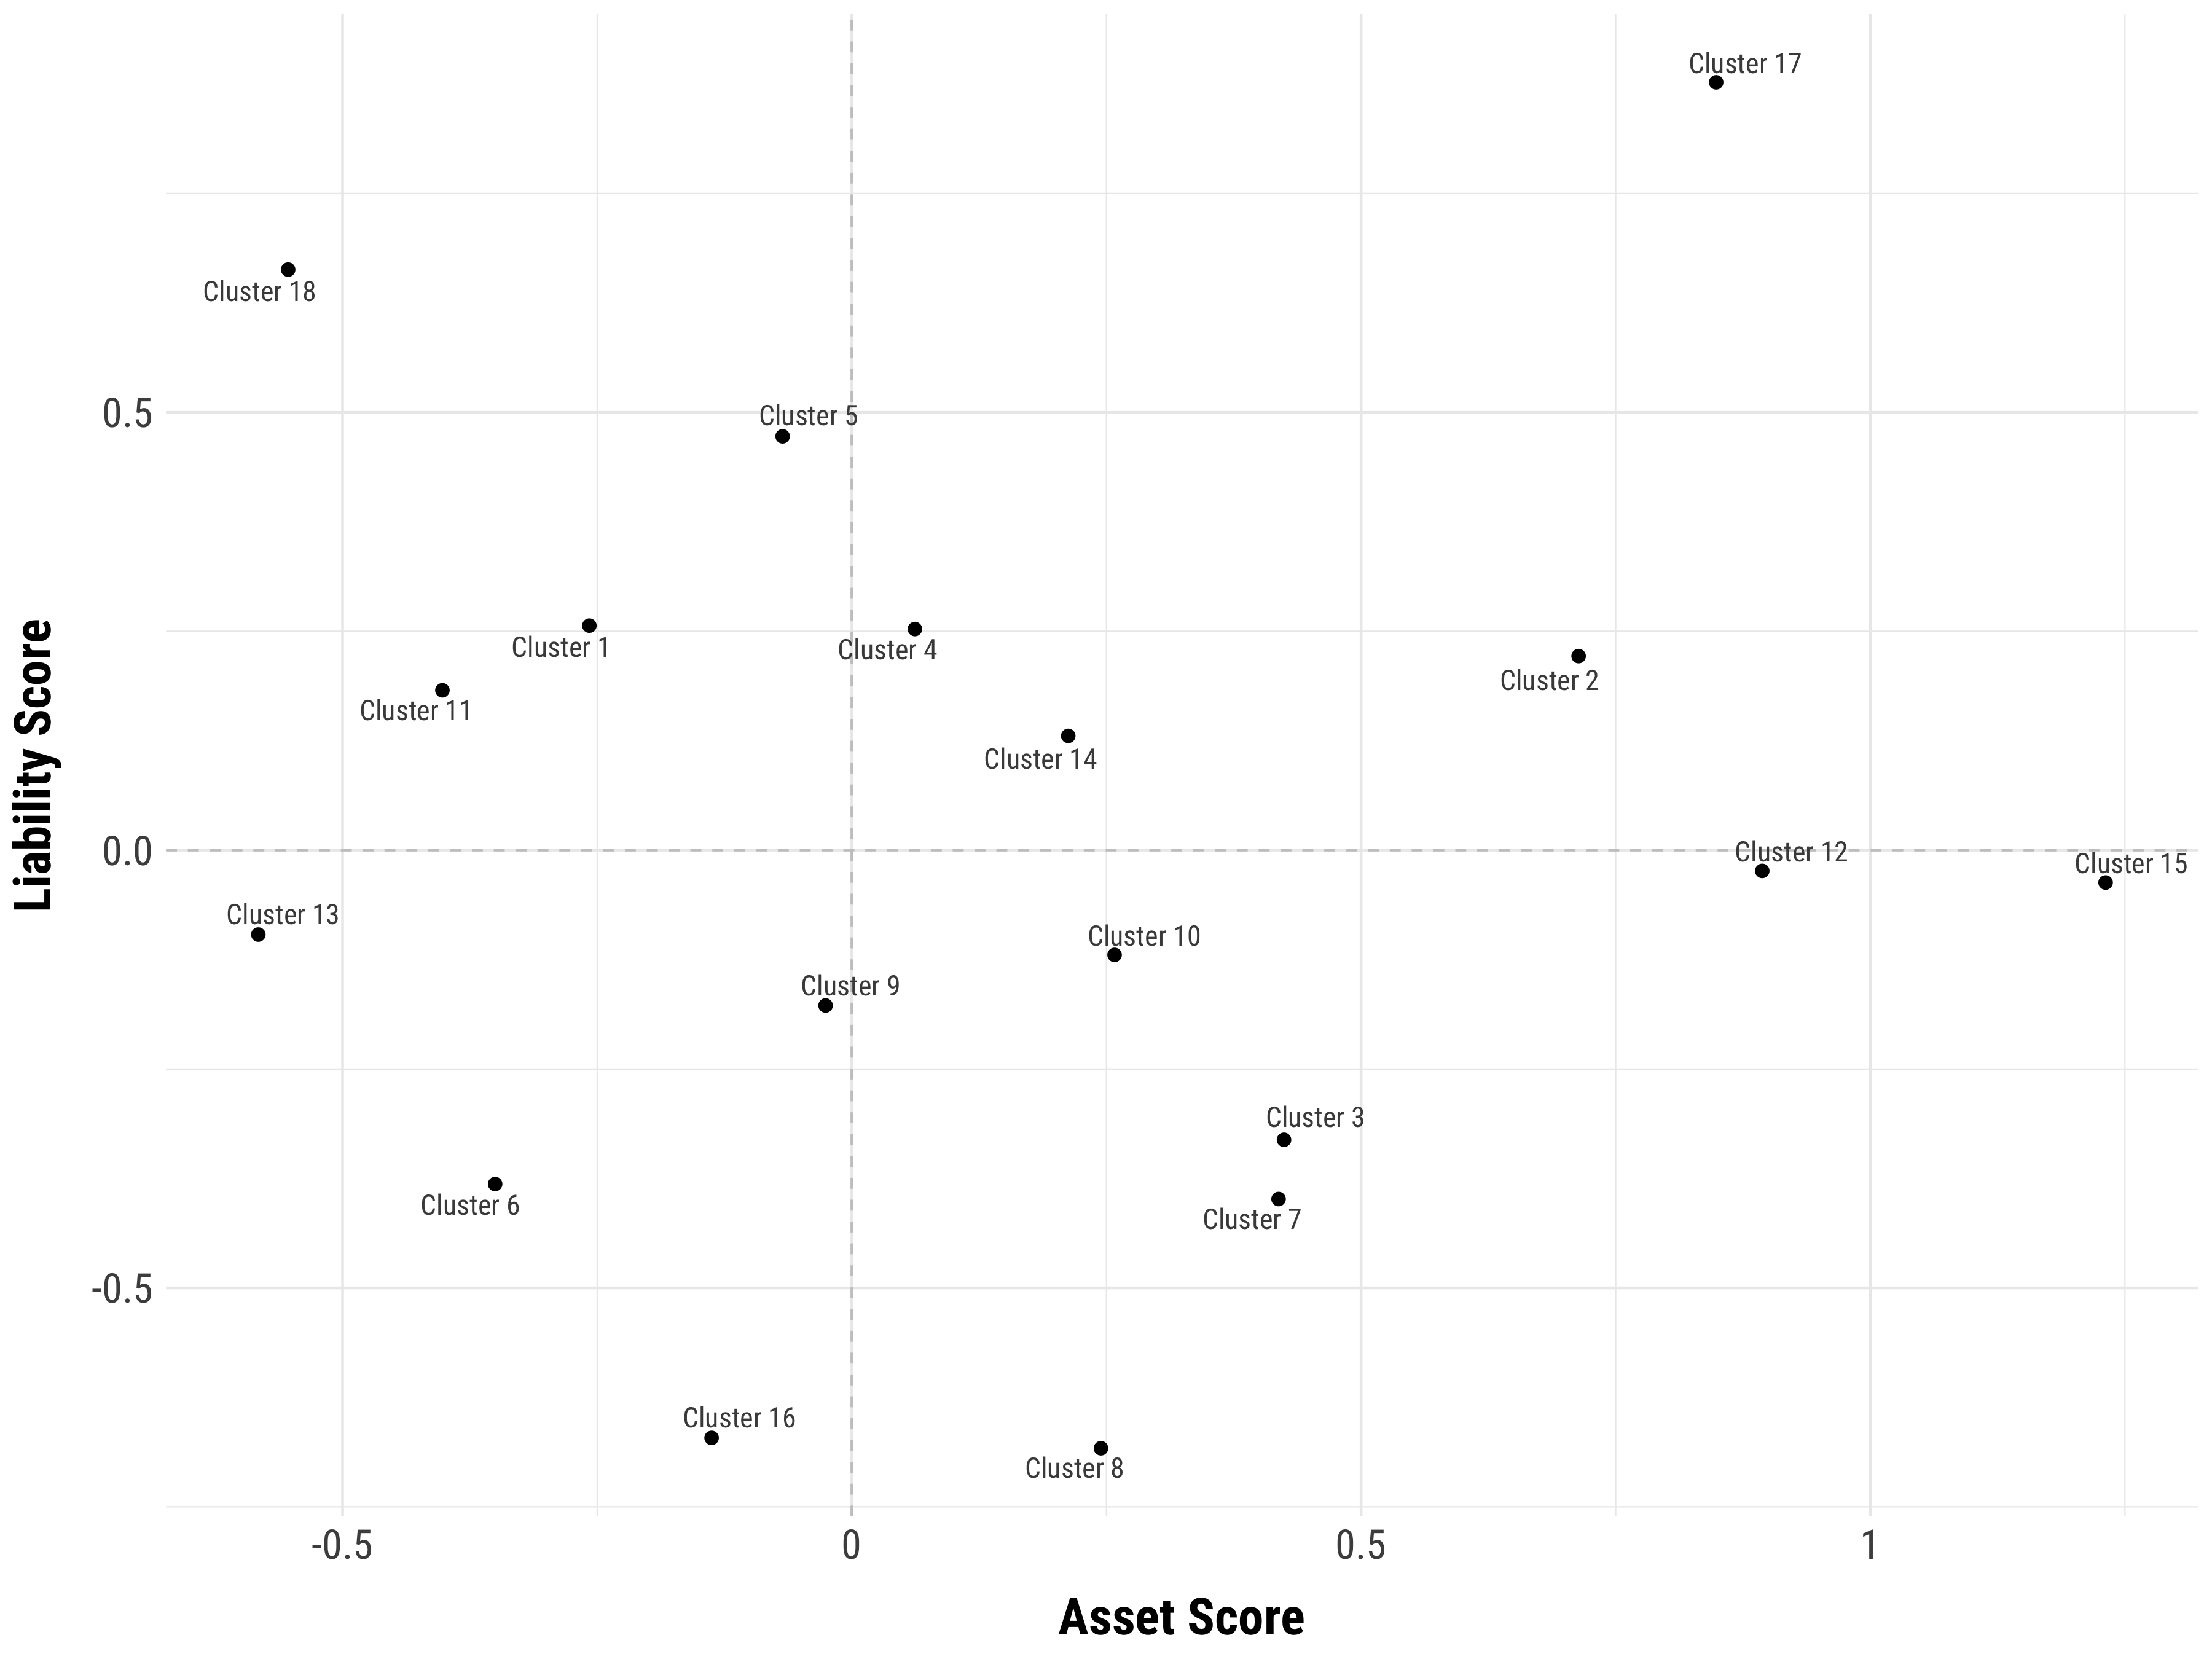 Cluster 17
Cluster 18
0.5
Cluster 5
Cluster 1
Cluster 4
Cluster 2
Cluster 11
Cluster 14
Liability Score
0.0
Cluster 12
Cluster 15
Cluster 13
Cluster 10
Cluster 9
Cluster 3
Cluster 6
Cluster 7
-0.5
Cluster 16
Cluster 8
-0.5
0
0.5
1
Asset Score